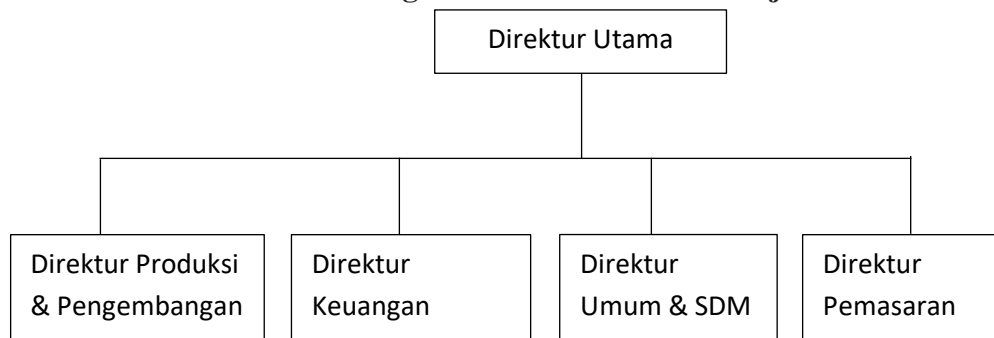 Direktur Utama
Direktur Produksi
& Pengembangan
Direktur
Keuangan
Direktur
Umum & SDM
Direktur
Pemasaran